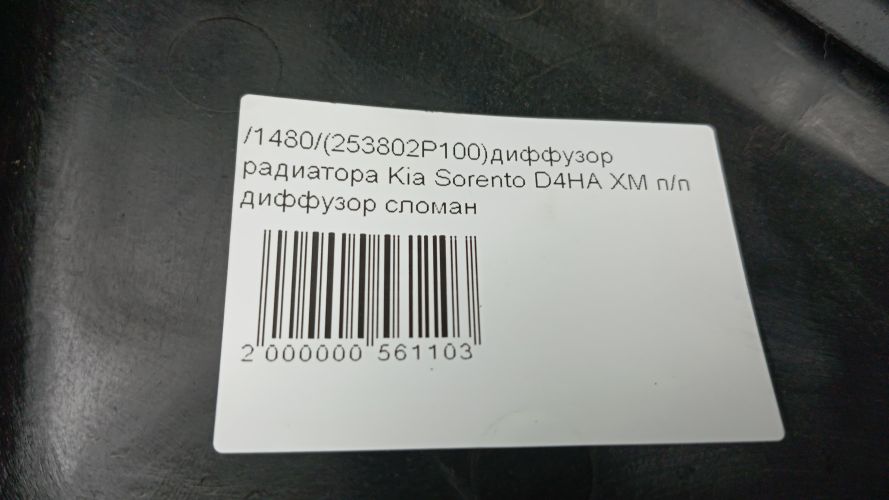 /1480/(253802P100)диффузор
радиатора Kia Sorento D4HA XM п/п
диффузор сломан
2 000000 561103